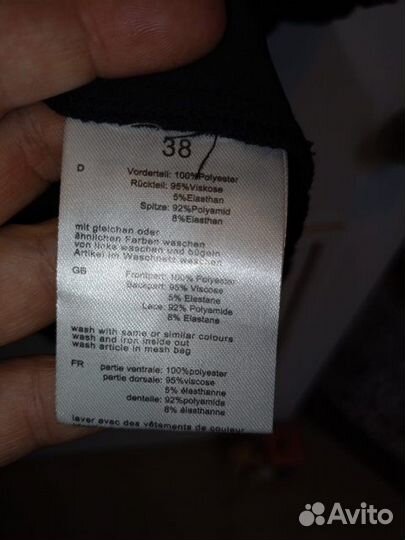 38
D
Vorderteil: 100%Polyester
Rückteil: 95%Viskose
5%Elasthan
Spitze: 92%Polyamid
8%Elasthan
mit gleichen oder
ähnlichen Farben waschen
von links waschen und bügeln
Artikel im Waschnetz waschen
GB
Frontpart: 100% Polyester
Backpart: 95% Viscose
5% Elastane
Lace: 92% Polyamide
8% Elastane
wash with same or similar colours
wash and iron inside out
wash article in mesh bag
FR
partie ventrale: 100%polyester
partie dorsale: 95%viscose
5% élasthanne
dentelle: 92%polyamide
8% élasthanne
laver avec des vêtements de couleur
Avito